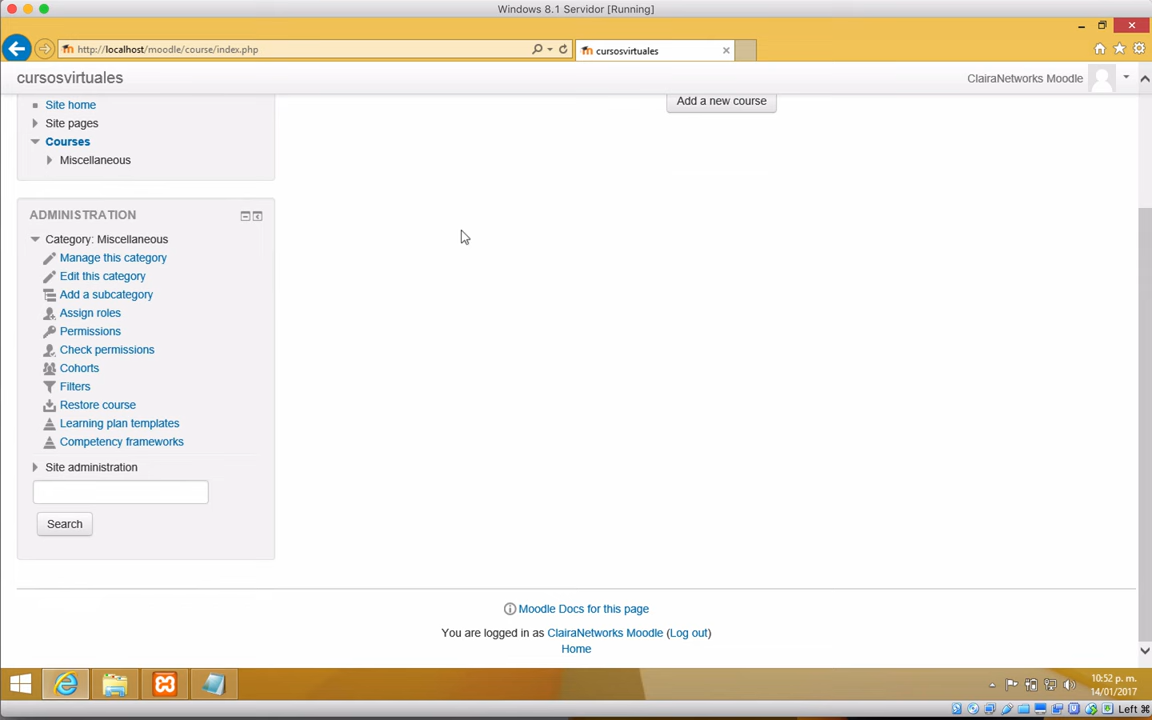 Windows 8.1 Servidor [Running]
http://localhost/moodle/course/index.php
cursosvirtuales
cursosvirtuales
ClairaNetworks Moodle
Site home
Site pages
Courses
Miscellaneous
Add a new course
ADMINISTRATION
Category: Miscellaneous
Manage this category
Edit this category
Add a subcategory
Assign roles
Permissions
Check permissions
Cohorts
Filters
Restore course
Learning plan templates
Competency frameworks
Site administration
Search
Moodle Docs for this page
You are logged in as ClairaNetworks Moodle (Log out)
Home
10:52 p. m.
14/01/2017
Left ⌘